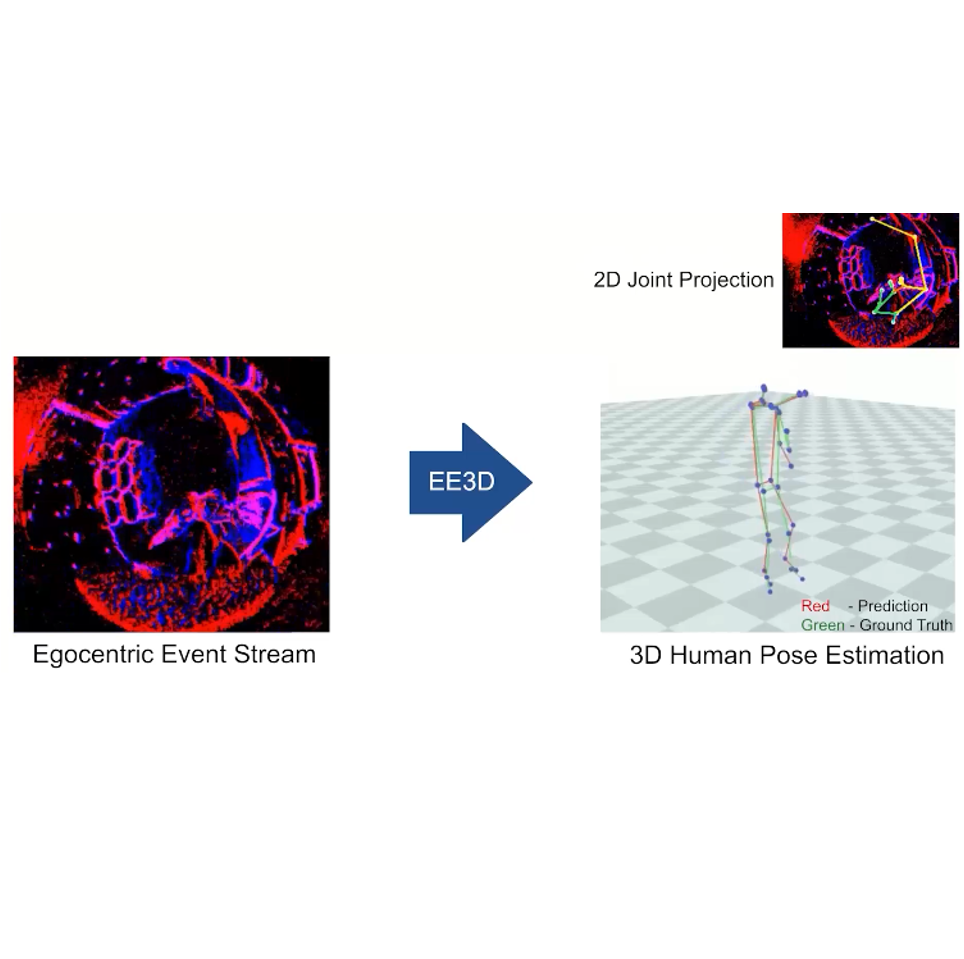 2D Joint Projection
EE3D
Red - Prediction
Green - Ground Truth
Egocentric Event Stream
3D Human Pose Estimation